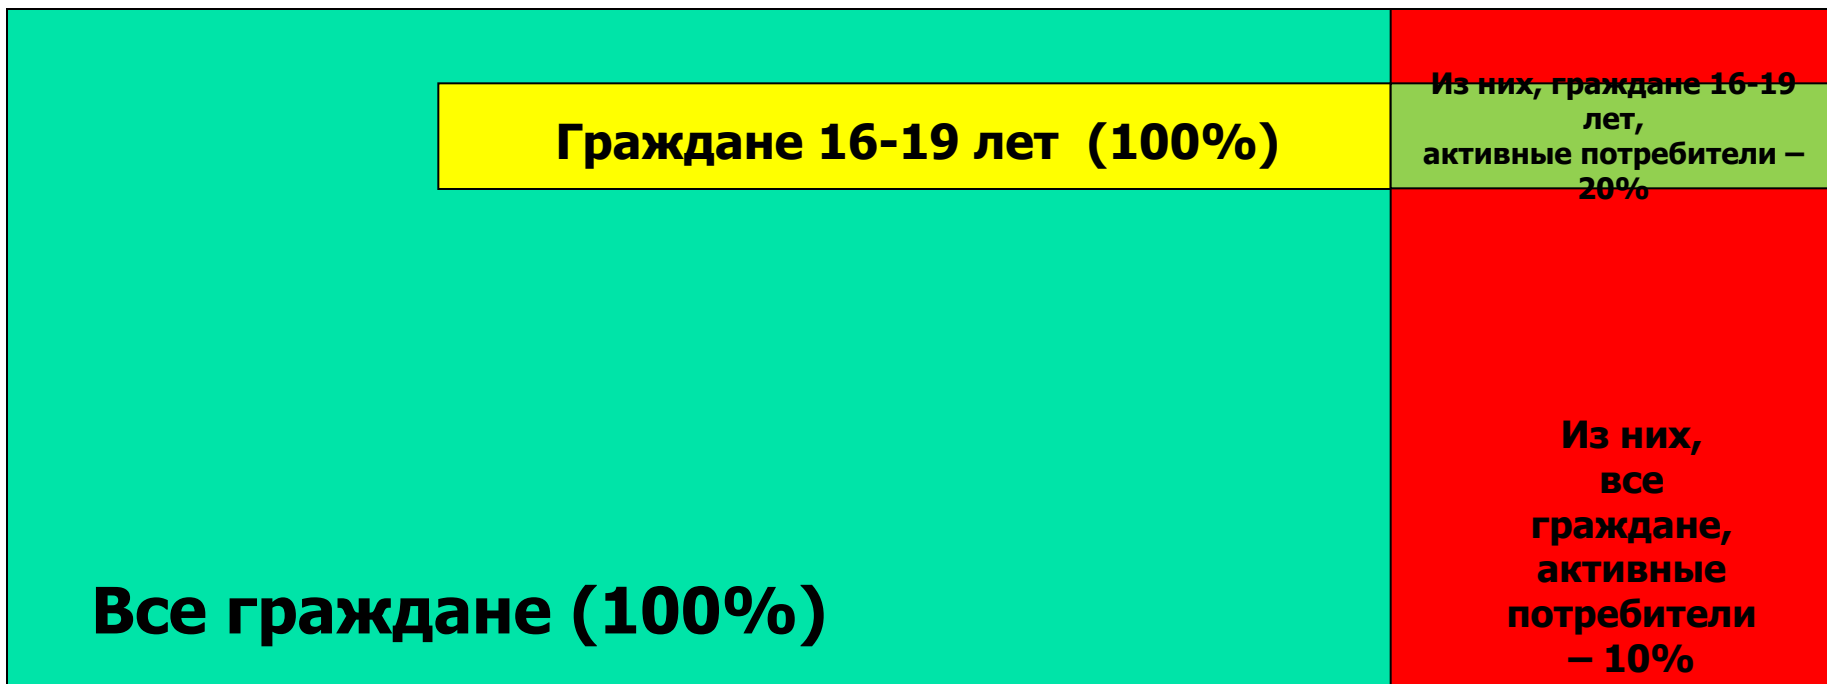 Из них, граждане 16-19
лет,
активные потребители –
20%
Граждане 16-19 лет (100%)
Из них,
все
граждане,
активные
потребители
– 10%
Все граждане (100%)